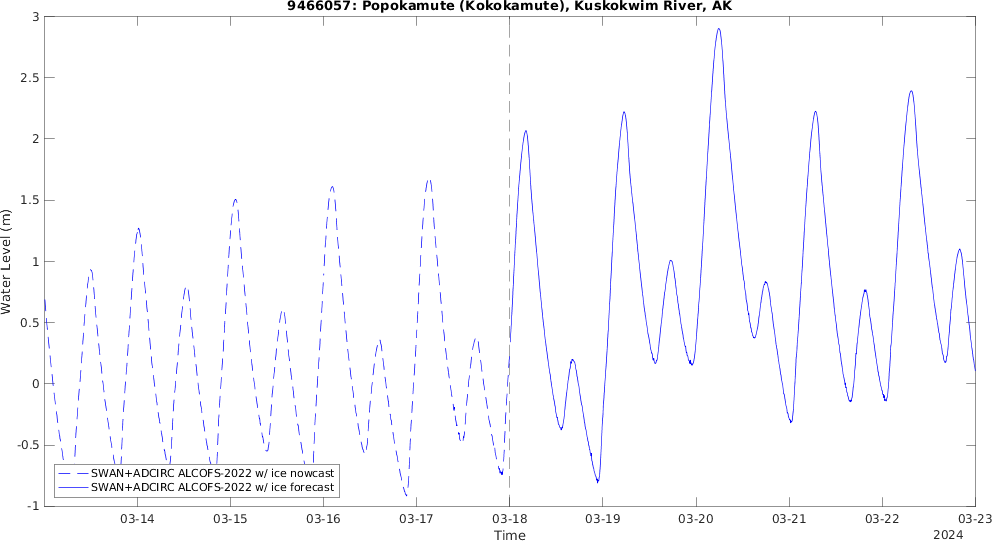 9466057: Popokamute (Kokokamute), Kuskokwim River, AK
3
2.5
2
1.5
1
0.5
0
-0.5
-1
Water Level (m)
SWAN+ADCIRC ALCOFS-2022 w/ ice nowcast
SWAN+ADCIRC ALCOFS-2022 w/ ice forecast
03-14 03-15 03-16 03-17 03-18 03-19 03-20 03-21 03-22 03-23
Time
2024